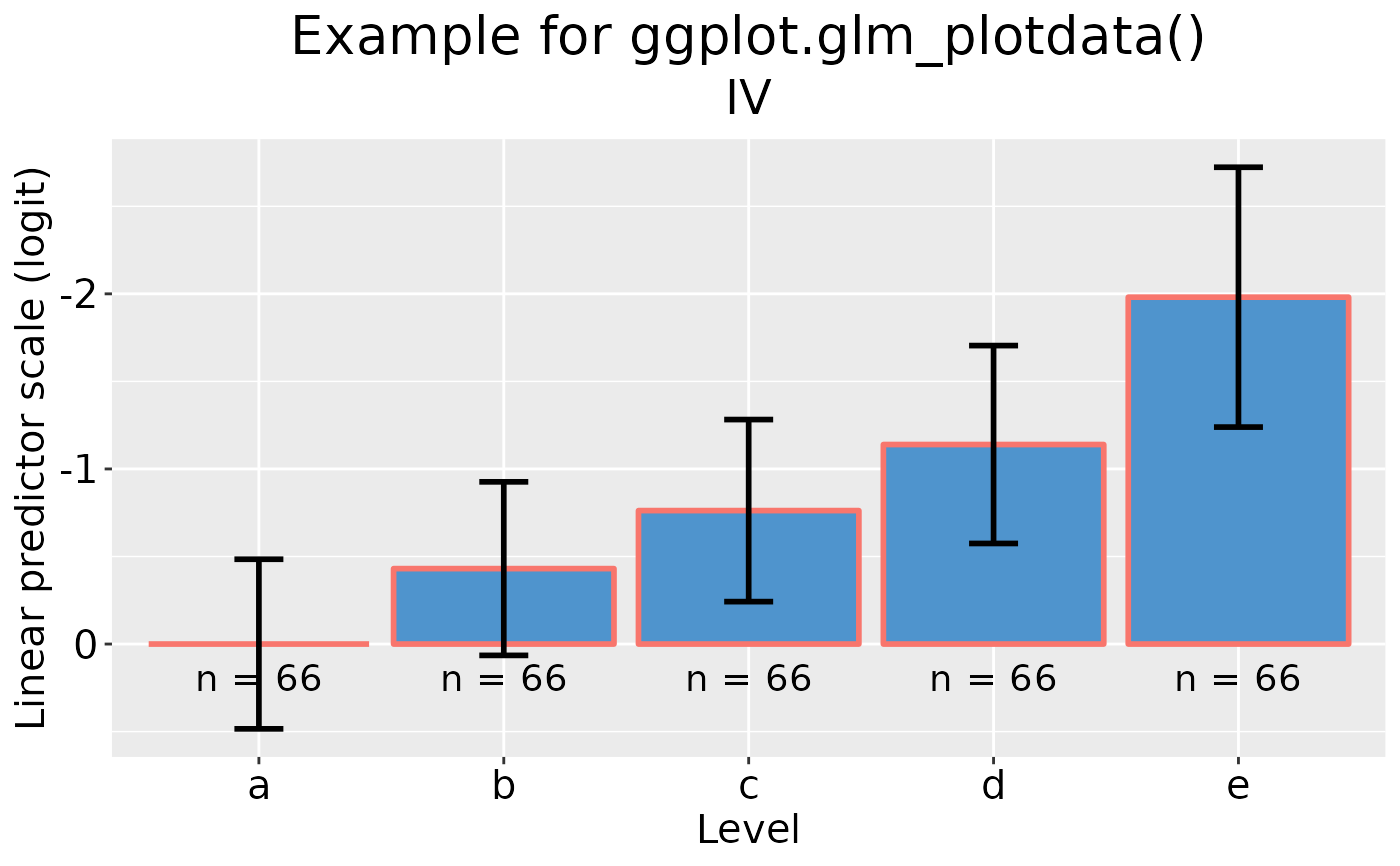 Example for ggplot.glm_plotdata()
IV
Linear predictor scale (logit)
-2
-1
0
n = 66 n = 66 n = 66 n = 66 n = 66
a b c d e
Level